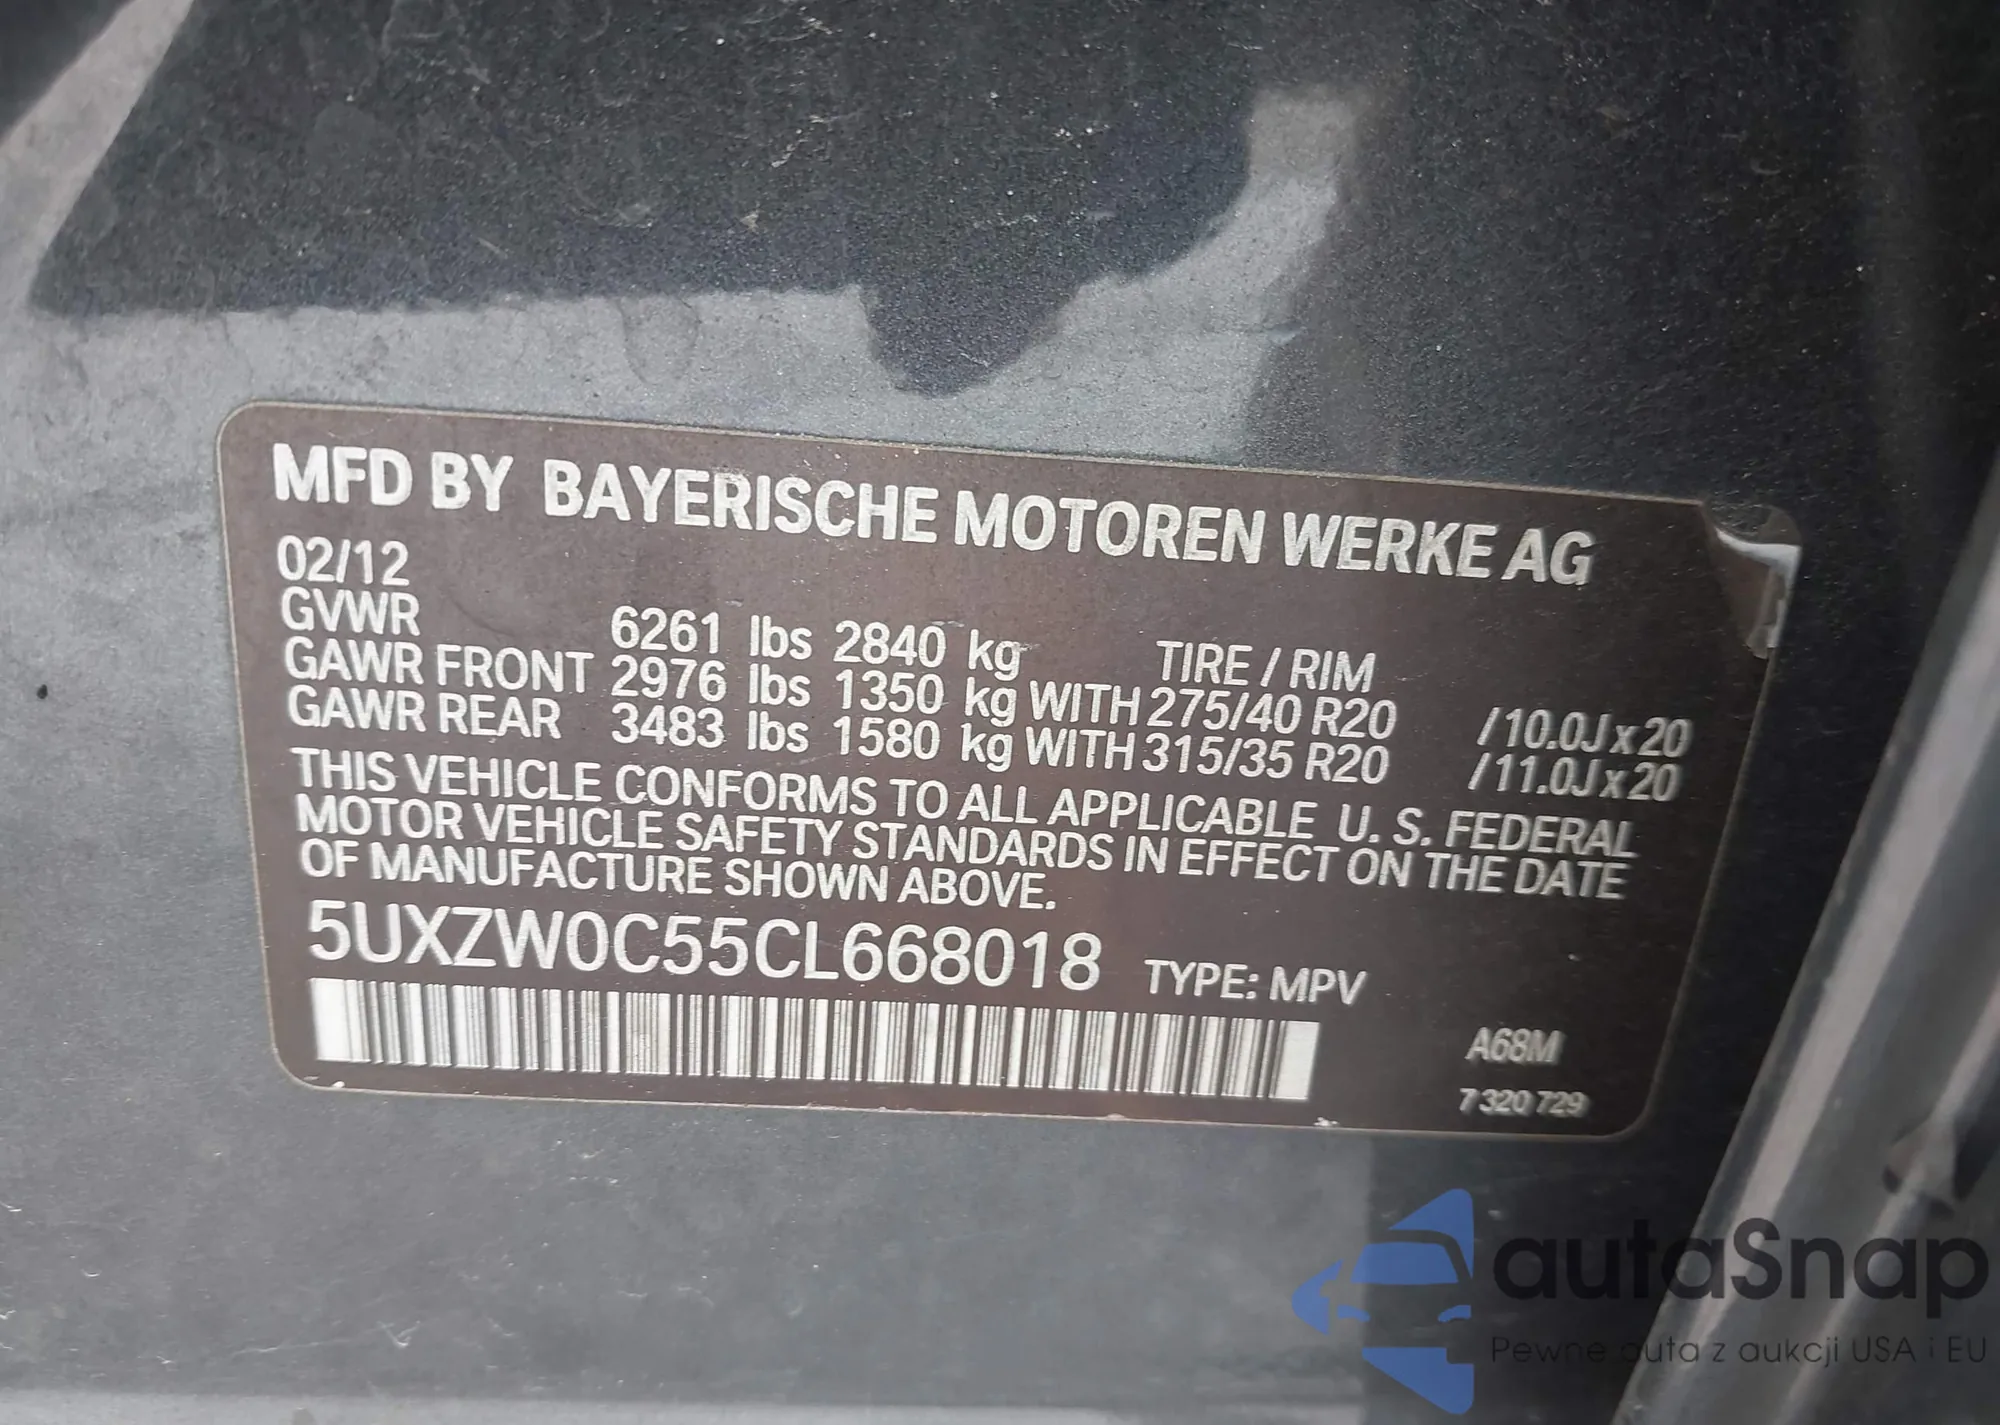 MFD BY BAYERISCHE MOTOREN WERKE AG
02/12
GVWR 6261 lbs 2840 kg TIRE / RIM
GAWR FRONT 2976 lbs 1350 kg WITH 275/40 R20 /10.0J x 20
GAWR REAR 3483 lbs 1580 kg WITH 315/35 R20 /11.0J x 20
THIS VEHICLE CONFORMS TO ALL APPLICABLE U. S. FEDERAL
MOTOR VEHICLE SAFETY STANDARDS IN EFFECT ON THE DATE
OF MANUFACTURE SHOWN ABOVE.
5UXZW0C55CL668018 TYPE: MPV
A68M
7 320 729
autaSnap
Pewne auta z aukcji USA i EU